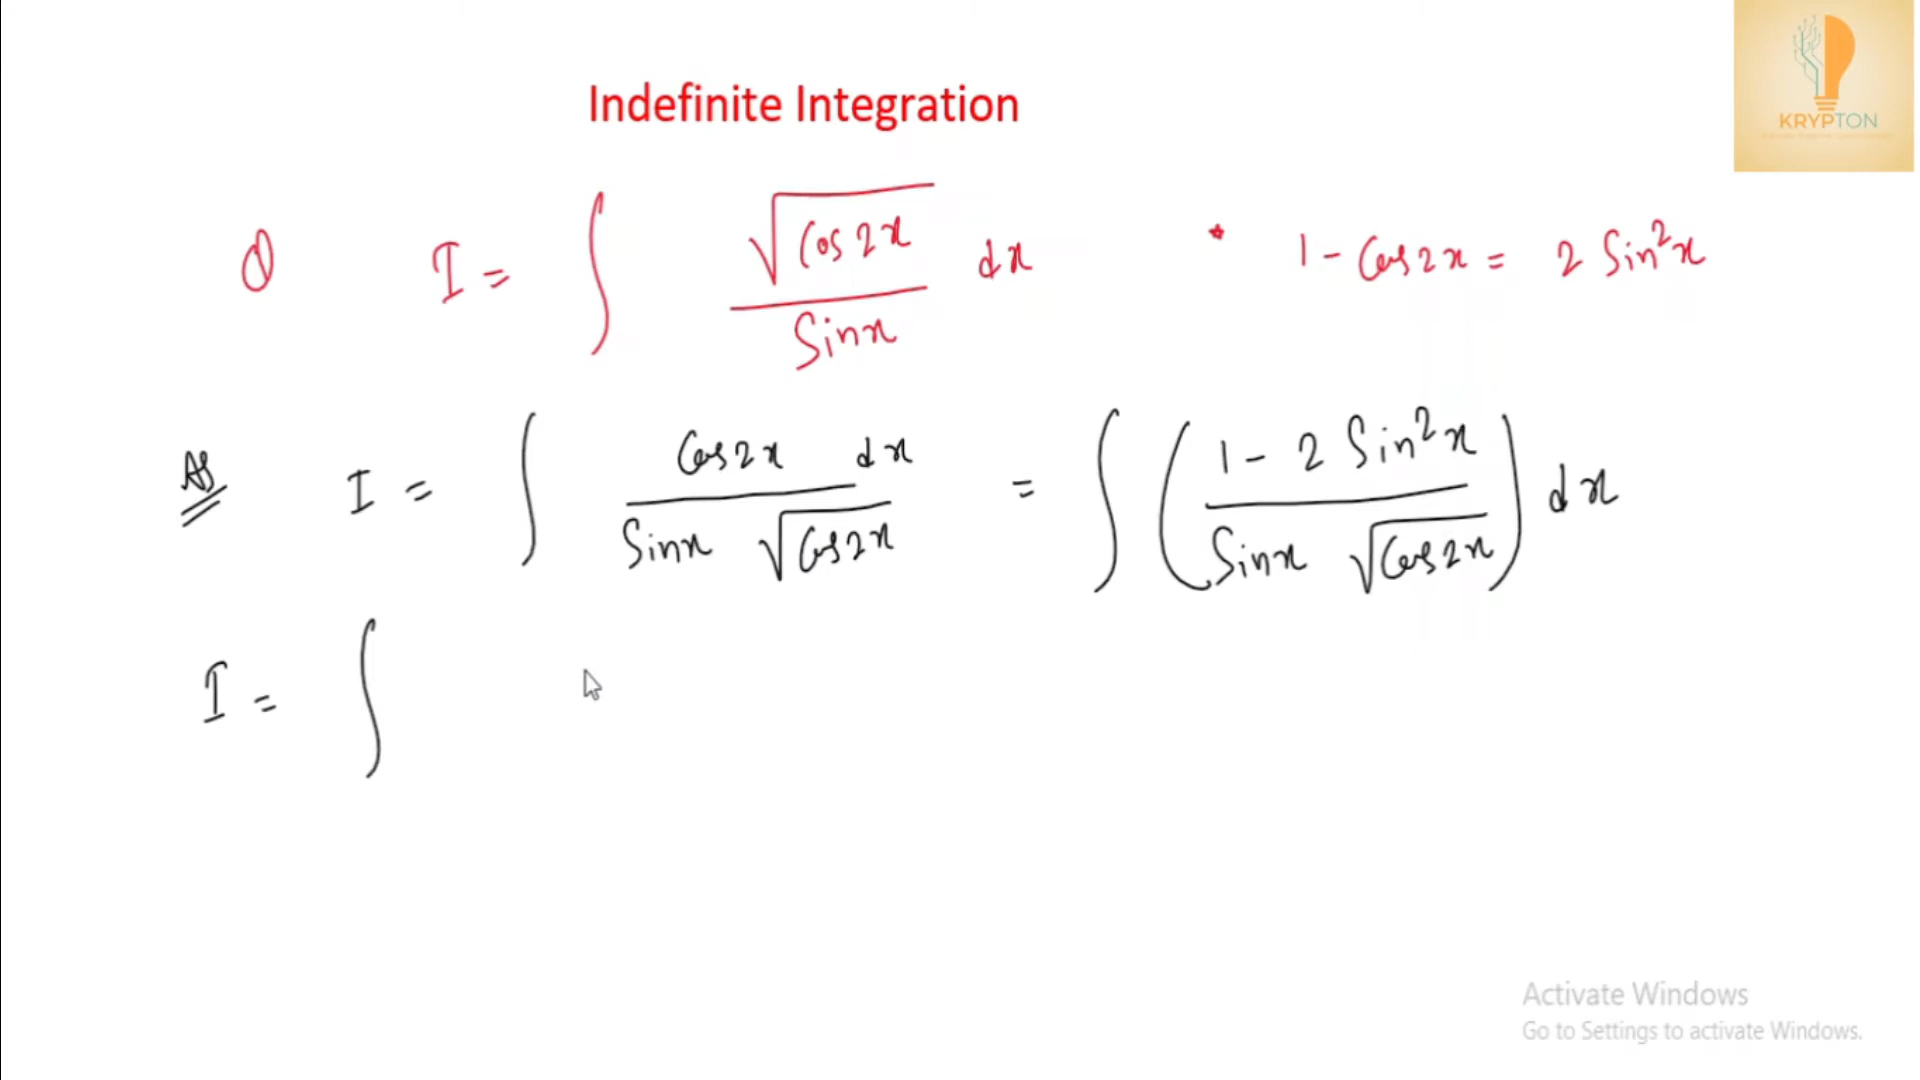 KRYPTON
Indefinite Integration
Q I = ∫ √(Cos 2x) / Sin x dx * 1 - Cos 2x = 2 Sin²x
I = ∫ Cos 2x dx / (Sin x √(Cos 2x)) = ∫ ((1 - 2 Sin²x) / (Sin x √(Cos 2x))) dx
I = ∫
Activate Windows
Go to Settings to activate Windows.